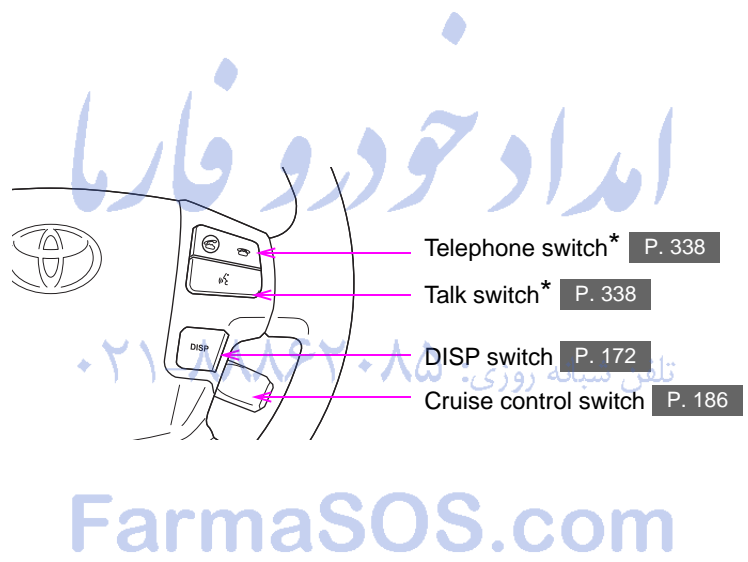 امداد خودرو فارما
Telephone switch* P. 338
Talk switch* P. 338
DISP
DISP switch P. 172
تلفن شبانه روزی: ۰۲۱-۸۸۸۶۲۰۸۵
Cruise control switch P. 186
FarmaSOS.com